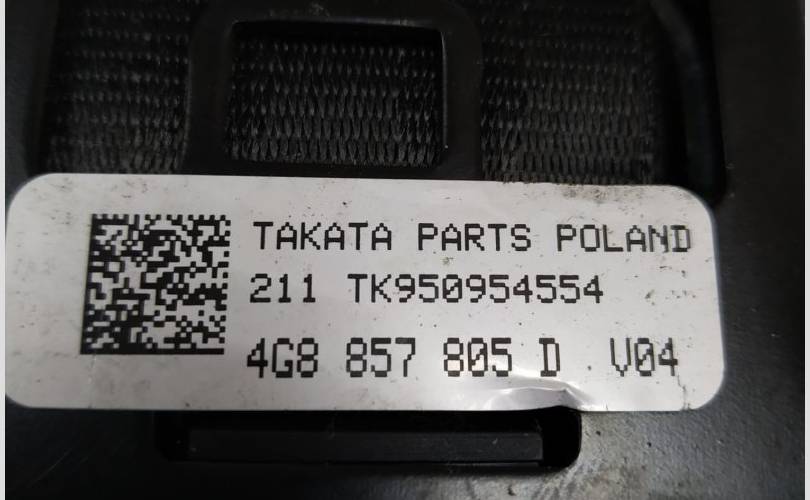 TAKATA PARTS POLAND
211 TK950954554
4G8 857 805 D V04